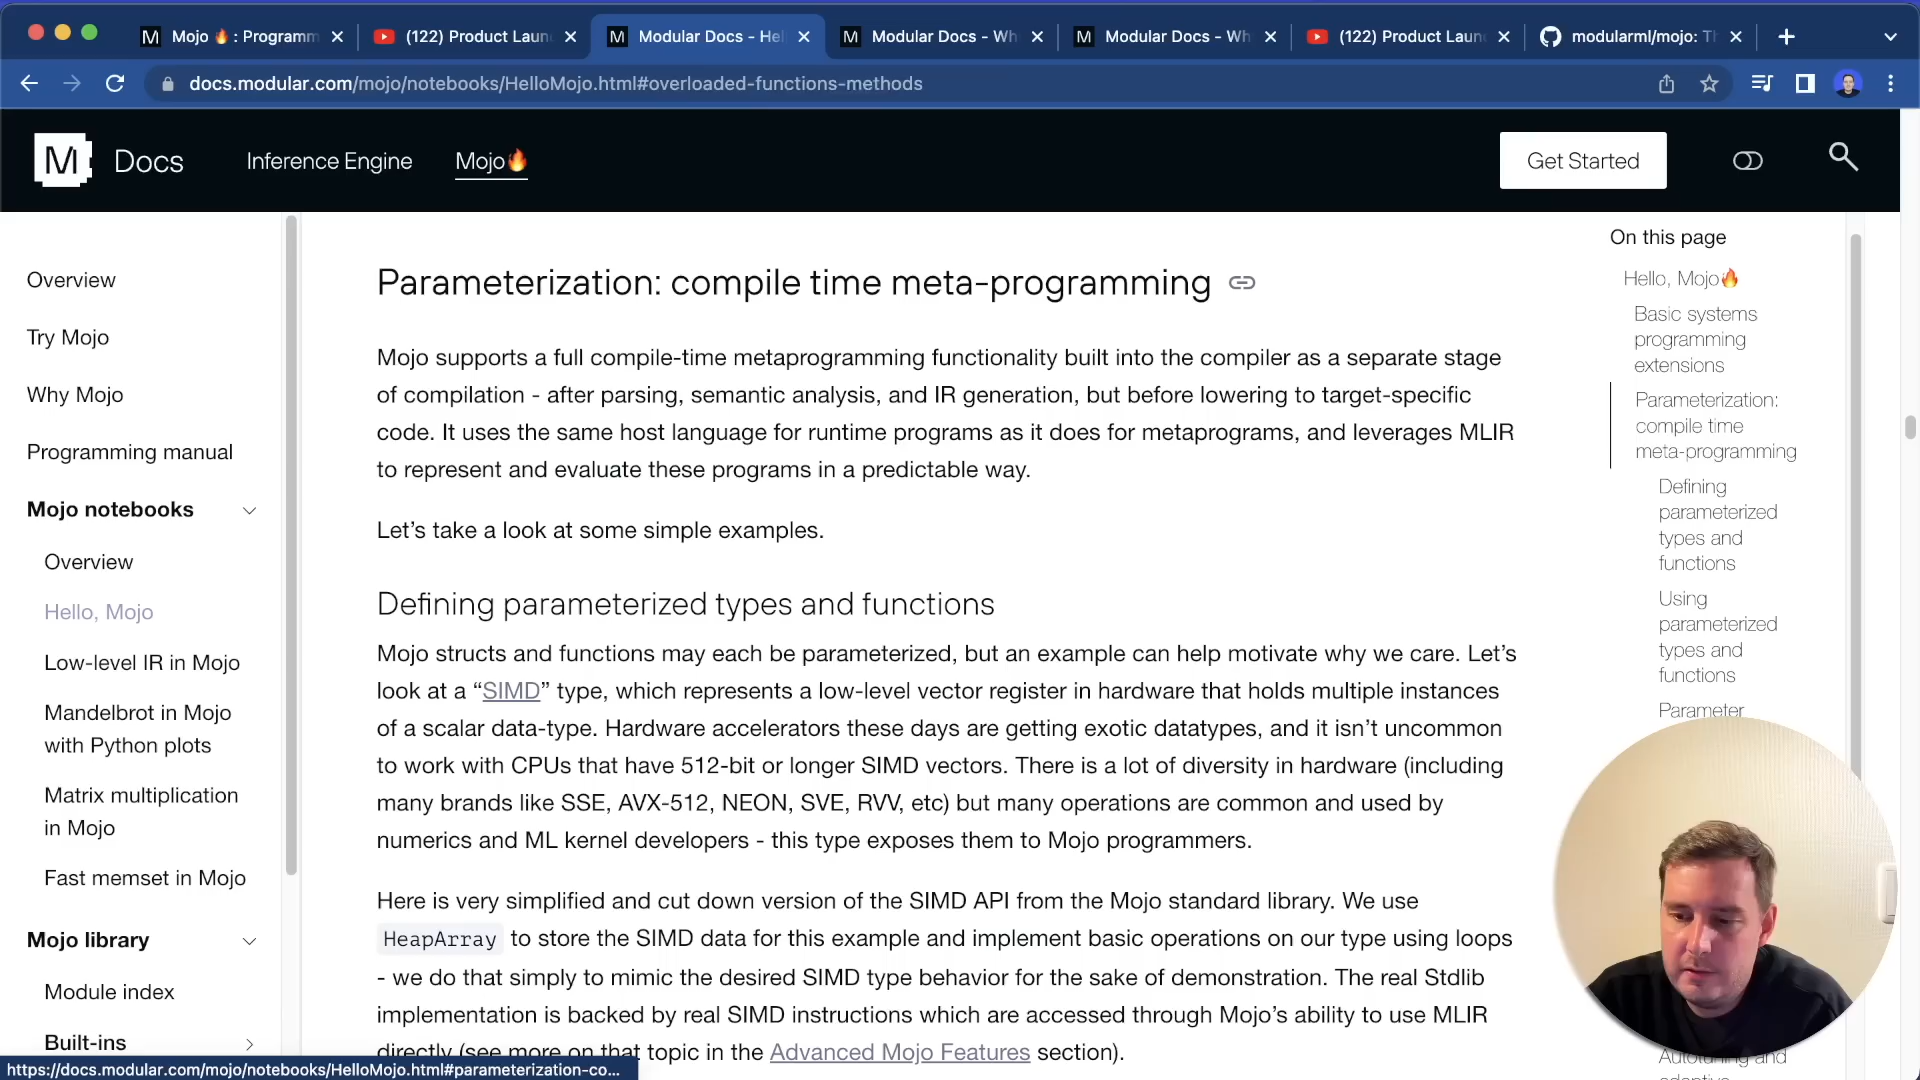 Mojo 🔥 : Programm
(122) Product Laun
Modular Docs - Hel
Modular Docs - Wh
Modular Docs - Wh
(122) Product Laun
modularml/mojo: Th
docs.modular.com/mojo/notebooks/HelloMojo.html#overloaded-functions-methods
M Docs
Inference Engine
Mojo🔥
Get Started
Overview
Try Mojo
Why Mojo
Programming manual
Mojo notebooks
Overview
Hello, Mojo
Low-level IR in Mojo
Mandelbrot in Mojo
with Python plots
Matrix multiplication
in Mojo
Fast memset in Mojo
Mojo library
Module index
Built-ins
Parameterization: compile time meta-programming
Mojo supports a full compile-time metaprogramming functionality built into the compiler as a separate stage
of compilation - after parsing, semantic analysis, and IR generation, but before lowering to target-specific
code. It uses the same host language for runtime programs as it does for metaprograms, and leverages MLIR
to represent and evaluate these programs in a predictable way.
Let’s take a look at some simple examples.
Defining parameterized types and functions
Mojo structs and functions may each be parameterized, but an example can help motivate why we care. Let’s
look at a “SIMD” type, which represents a low-level vector register in hardware that holds multiple instances
of a scalar data-type. Hardware accelerators these days are getting exotic datatypes, and it isn’t uncommon
to work with CPUs that have 512-bit or longer SIMD vectors. There is a lot of diversity in hardware (including
many brands like SSE, AVX-512, NEON, SVE, RVV, etc) but many operations are common and used by
numerics and ML kernel developers - this type exposes them to Mojo programmers.
Here is very simplified and cut down version of the SIMD API from the Mojo standard library. We use
HeapArray to store the SIMD data for this example and implement basic operations on our type using loops
- we do that simply to mimic the desired SIMD type behavior for the sake of demonstration. The real Stdlib
implementation is backed by real SIMD instructions which are accessed through Mojo’s ability to use MLIR
directly (see more on that topic in the Advanced Mojo Features section).
On this page
Hello, Mojo🔥
Basic systems
programming
extensions
Parameterization:
compile time
meta-programming
Defining
parameterized
types and
functions
Using
parameterized
types and
functions
Parameter
Autotuning and
adaptive
https://docs.modular.com/mojo/notebooks/HelloMojo.html#parameterization-co...